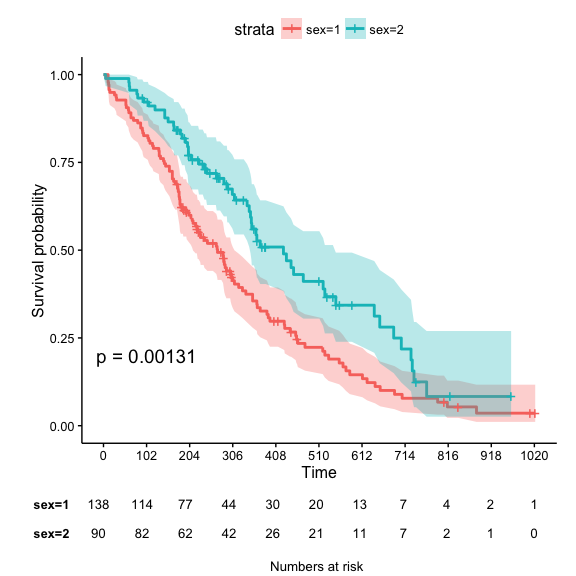 strata sex=1 sex=2
Survival probability
1.00
0.75
0.50
0.25
0.00
p = 0.00131
0 102 204 306 408 510 612 714 816 918 1020
Time
sex=1 138 114 77 44 30 20 13 7 4 2 1
sex=2 90 82 62 42 26 21 11 7 2 1 0
Numbers at risk